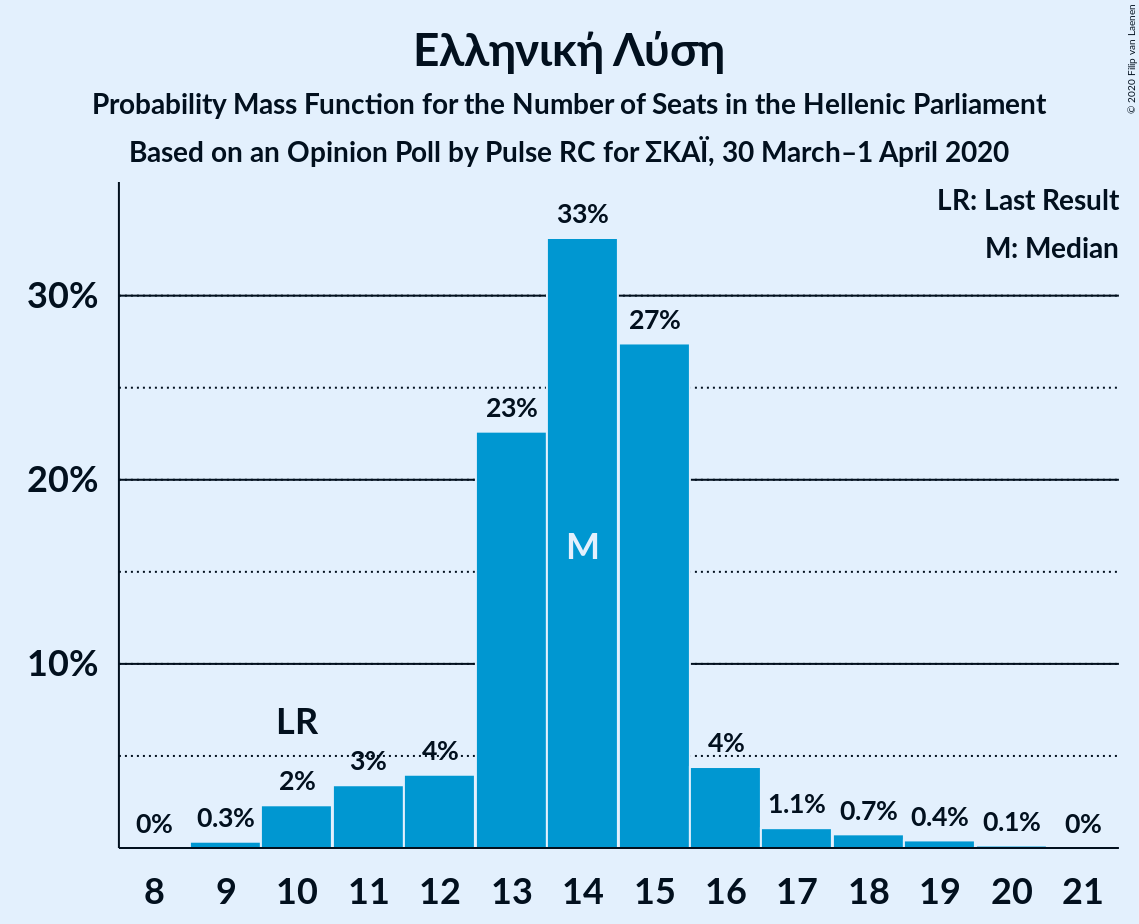 Ελληνική Λύση
Probability Mass Function for the Number of Seats in the Hellenic Parliament
Based on an Opinion Poll by Pulse RC for ΣΚΑΪ, 30 March–1 April 2020
© 2020 Filip van Laenen
LR: Last Result
M: Median
30%
20%
10%
0%
0.3%
2%
LR
3%
4%
23%
33%
M
27%
4%
1.1%
0.7%
0.4%
0.1%
0%
8 9 10 11 12 13 14 15 16 17 18 19 20 21